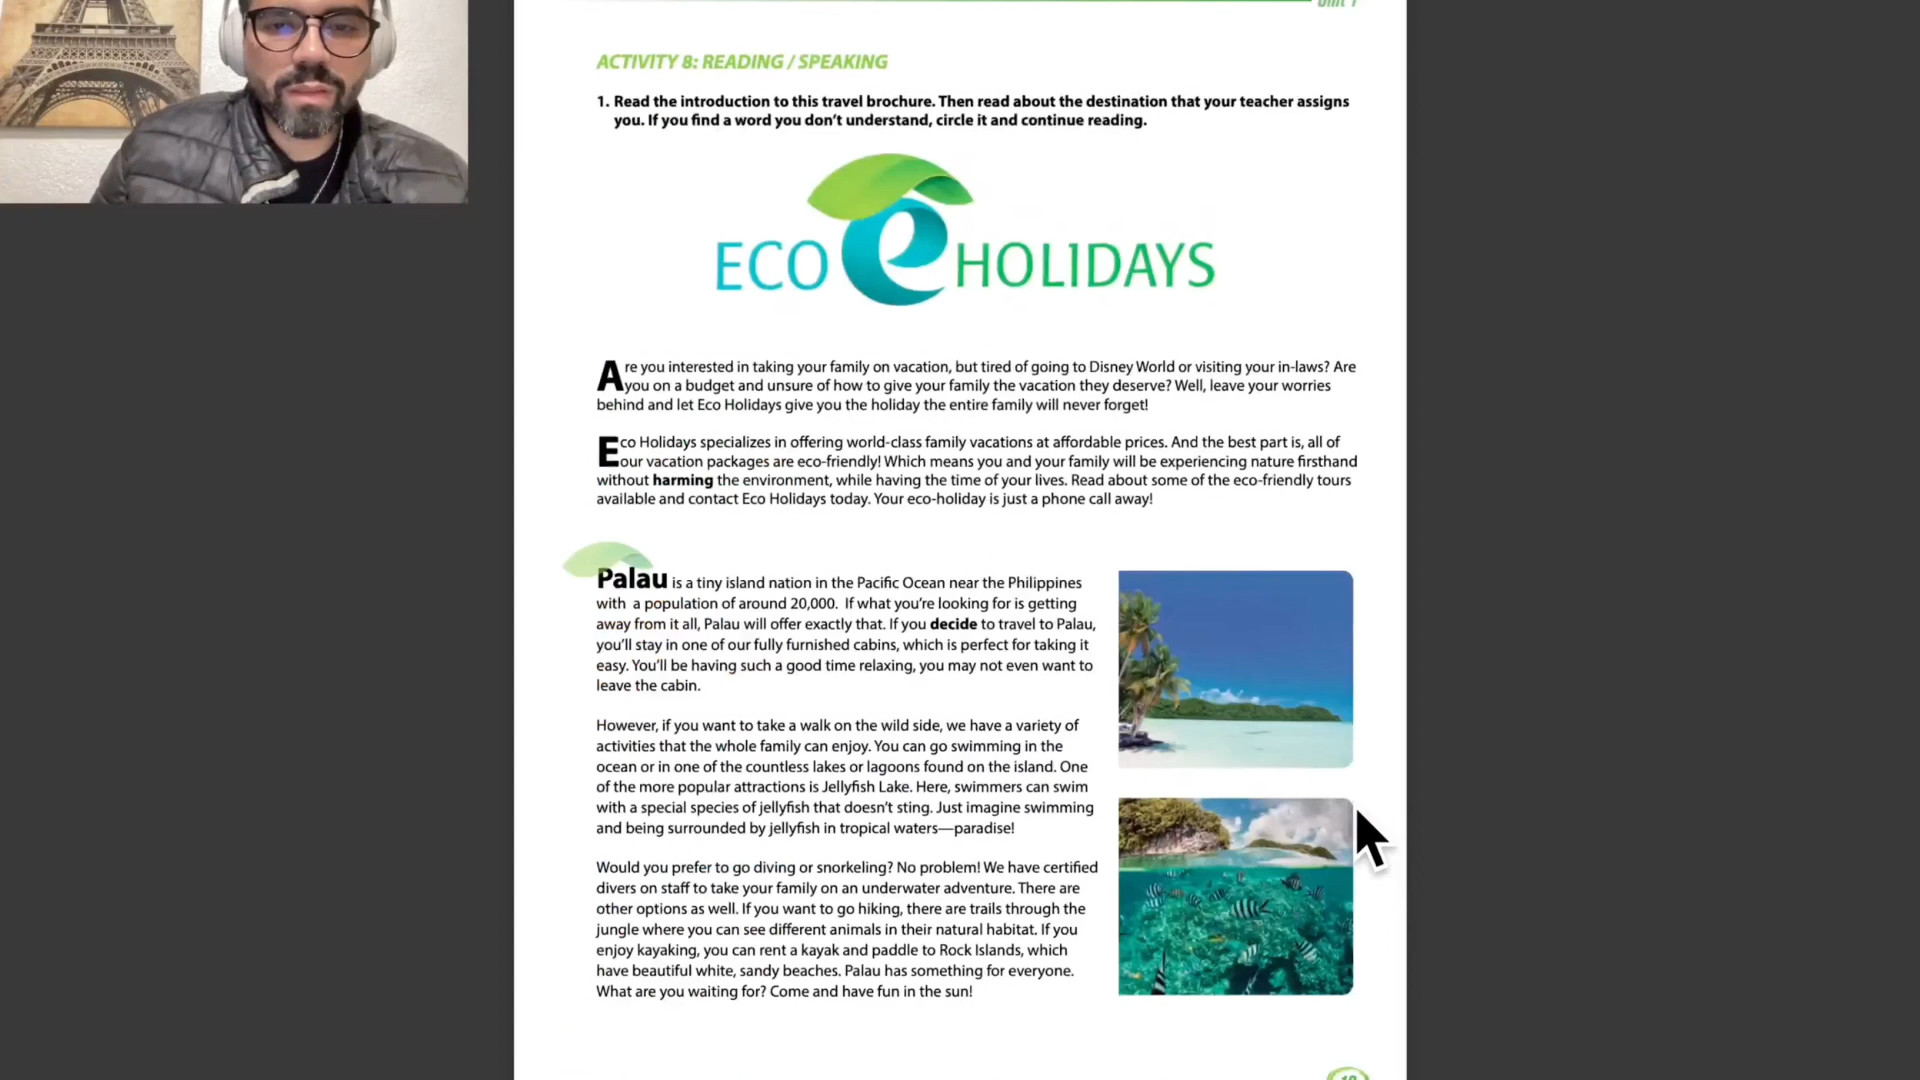 Unit 1
ACTIVITY 8: READING / SPEAKING
1. Read the introduction to this travel brochure. Then read about the destination that your teacher assigns
you. If you find a word you don't understand, circle it and continue reading.
ECO e HOLIDAYS
Are you interested in taking your family on vacation, but tired of going to Disney World or visiting your in-laws? Are
you on a budget and unsure of how to give your family the vacation they deserve? Well, leave your worries
behind and let Eco Holidays give you the holiday the entire family will never forget!
Eco Holidays specializes in offering world-class family vacations at affordable prices. And the best part is, all of
our vacation packages are eco-friendly! Which means you and your family will be experiencing nature firsthand
without harming the environment, while having the time of your lives. Read about some of the eco-friendly tours
available and contact Eco Holidays today. Your eco-holiday is just a phone call away!
Palau is a tiny island nation in the Pacific Ocean near the Philippines
with a population of around 20,000. If what you're looking for is getting
away from it all, Palau will offer exactly that. If you decide to travel to Palau,
you'll stay in one of our fully furnished cabins, which is perfect for taking it
easy. You'll be having such a good time relaxing, you may not even want to
leave the cabin.
However, if you want to take a walk on the wild side, we have a variety of
activities that the whole family can enjoy. You can go swimming in the
ocean or in one of the countless lakes or lagoons found on the island. One
of the more popular attractions is Jellyfish Lake. Here, swimmers can swim
with a special species of jellyfish that doesn't sting. Just imagine swimming
and being surrounded by jellyfish in tropical waters—paradise!
Would you prefer to go diving or snorkeling? No problem! We have certified
divers on staff to take your family on an underwater adventure. There are
other options as well. If you want to go hiking, there are trails through the
jungle where you can see different animals in their natural habitat. If you
enjoy kayaking, you can rent a kayak and paddle to Rock Islands, which
have beautiful white, sandy beaches. Palau has something for everyone.
What are you waiting for? Come and have fun in the sun!